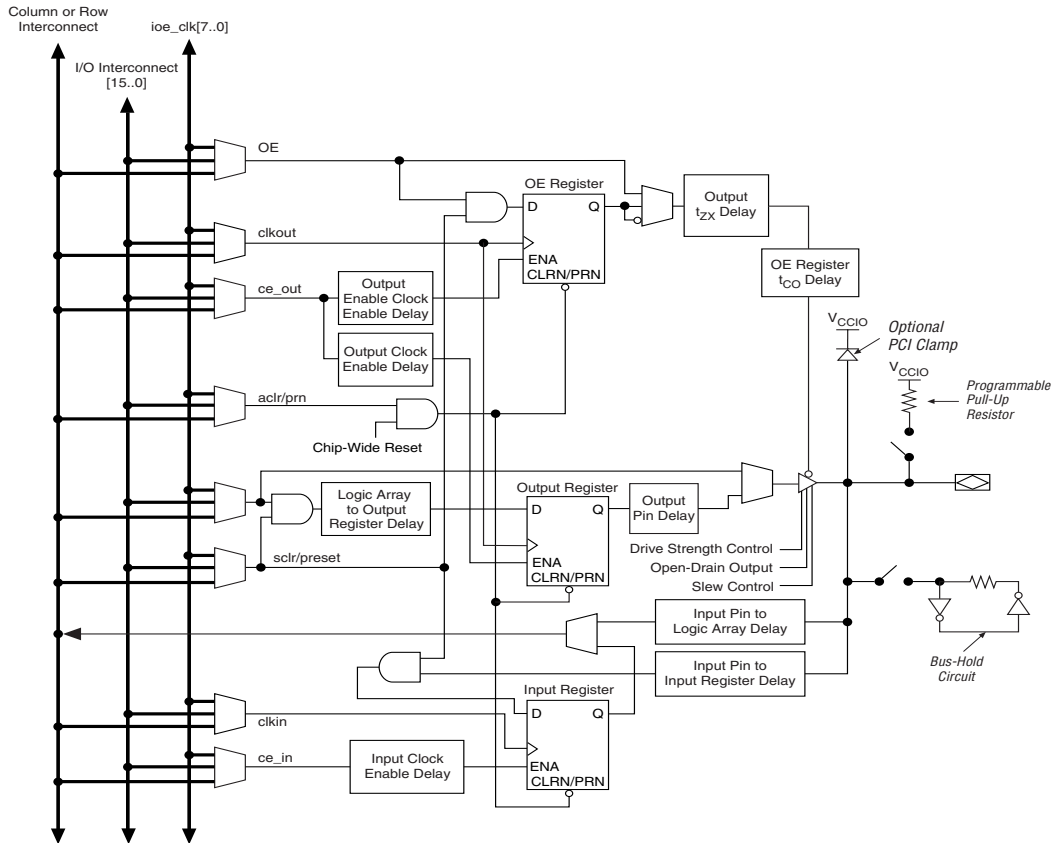 Column or Row
Interconnect
ioe_clk[7..0]
I/O Interconnect
[15..0]
OE
OE Register
D
Q
ENA
CLRN/PRN
Output
tZX Delay
OE Register
tCO Delay
clkout
ce_out
Output
Enable Clock
Enable Delay
Output Clock
Enable Delay
aclr/prn
Chip-Wide Reset
VCCIO
Optional
PCI Clamp
VCCIO
Programmable
Pull-Up
Resistor
Logic Array
to Output
Register Delay
Output Register
D
Q
ENA
CLRN/PRN
Output
Pin Delay
Drive Strength Control
Open-Drain Output
Slew Control
sclr/preset
Input Pin to
Logic Array Delay
Input Pin to
Input Register Delay
Bus-Hold
Circuit
Input Register
D
Q
ENA
CLRN/PRN
clkin
ce_in
Input Clock
Enable Delay